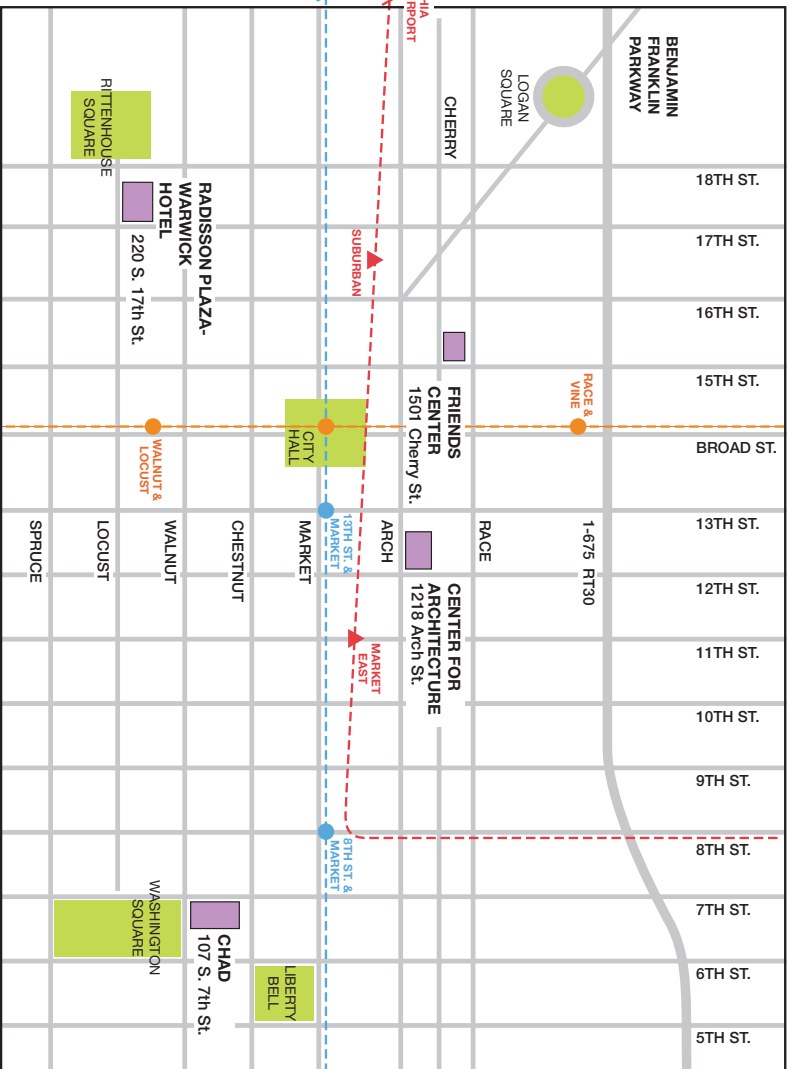 HIA
RPORT
BENJAMIN
FRANKLIN
PARKWAY
LOGAN
SQUARE
CHERRY
RITTENHOUSE
SQUARE
18TH ST.
RADISSON PLAZA-
WARWICK
HOTEL
220 S. 17th St.
17TH ST.
SUBURBAN
16TH ST.
15TH ST.
RACE &
VINE
FRIENDS
CENTER
1501 Cherry St.
CITY
HALL
WALNUT &
LOCUST
BROAD ST.
13TH ST.
13TH ST. &
MARKET
SPRUCE
LOCUST
WALNUT
CHESTNUT
MARKET
ARCH
RACE
1-675 RT30
12TH ST.
CENTER FOR
ARCHITECTURE
1218 Arch St.
11TH ST.
MARKET
EAST
10TH ST.
9TH ST.
8TH ST.
8TH ST. &
MARKET
7TH ST.
WASHINGTON
SQUARE
CHAD
107 S. 7th St.
LIBERTY
BELL
6TH ST.
5TH ST.